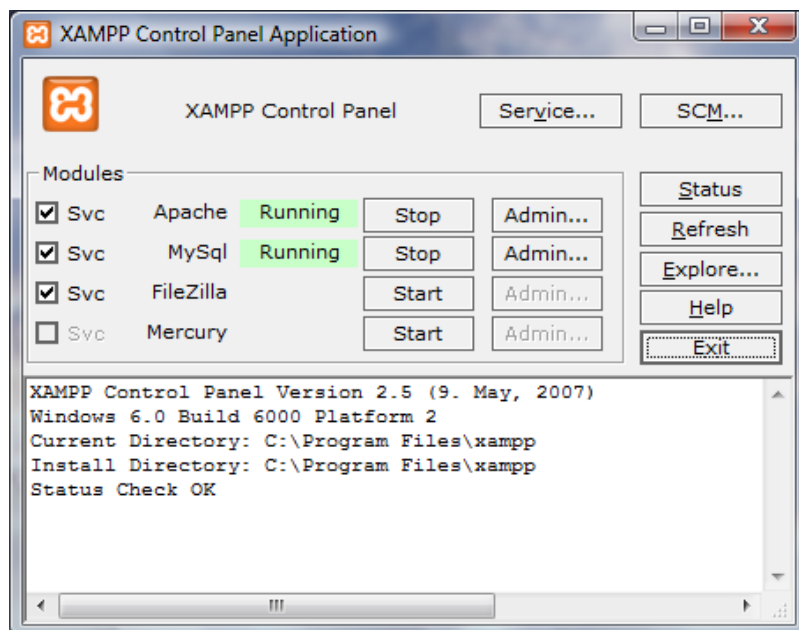 XAMPP Control Panel Application
XAMPP Control Panel Service... SCM...
Modules
Svc Apache Running Stop Admin...
Svc MySql Running Stop Admin...
Svc FileZilla Start Admin...
Svc Mercury Start Admin...
Status
Refresh
Explore...
Help
Exit
XAMPP Control Panel Version 2.5 (9. May, 2007)
Windows 6.0 Build 6000 Platform 2
Current Directory: C:\Program Files\xampp
Install Directory: C:\Program Files\xampp
Status Check OK